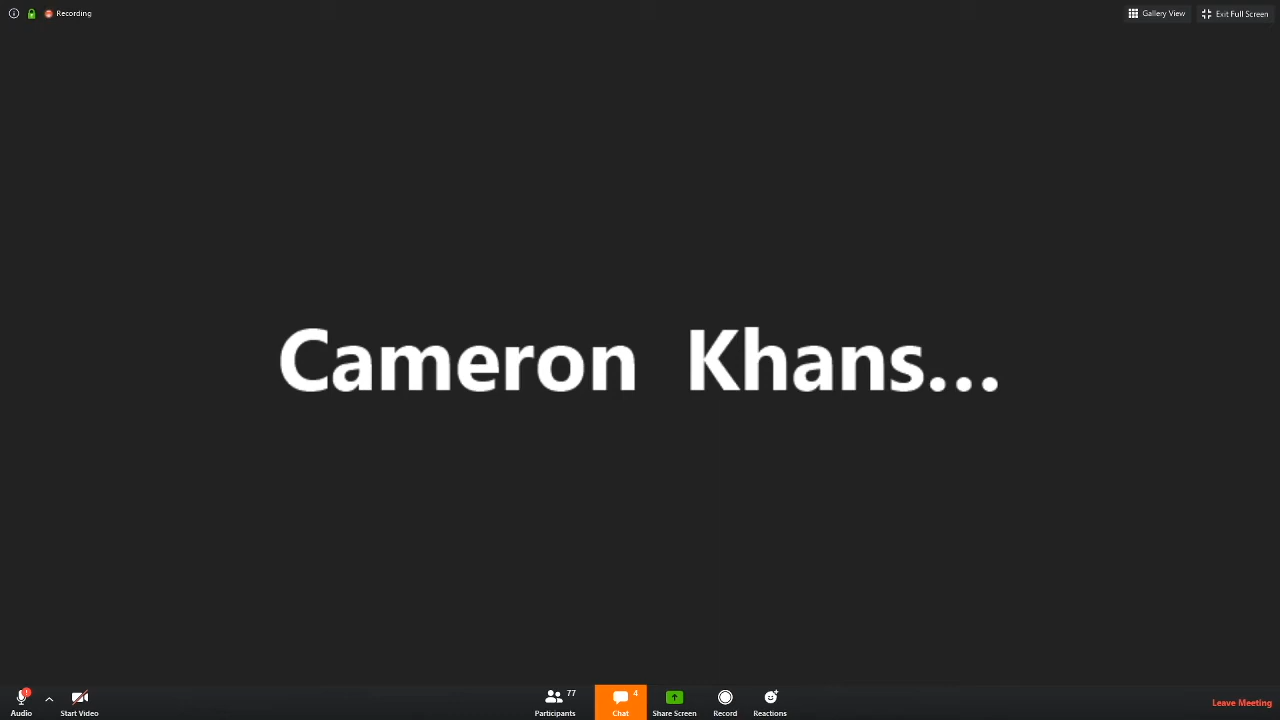 Recording
Gallery View
Exit Full Screen
Cameron Khans...
77
4
Audio
Start Video
Participants
Chat
Share Screen
Record
Reactions
Leave Meeting